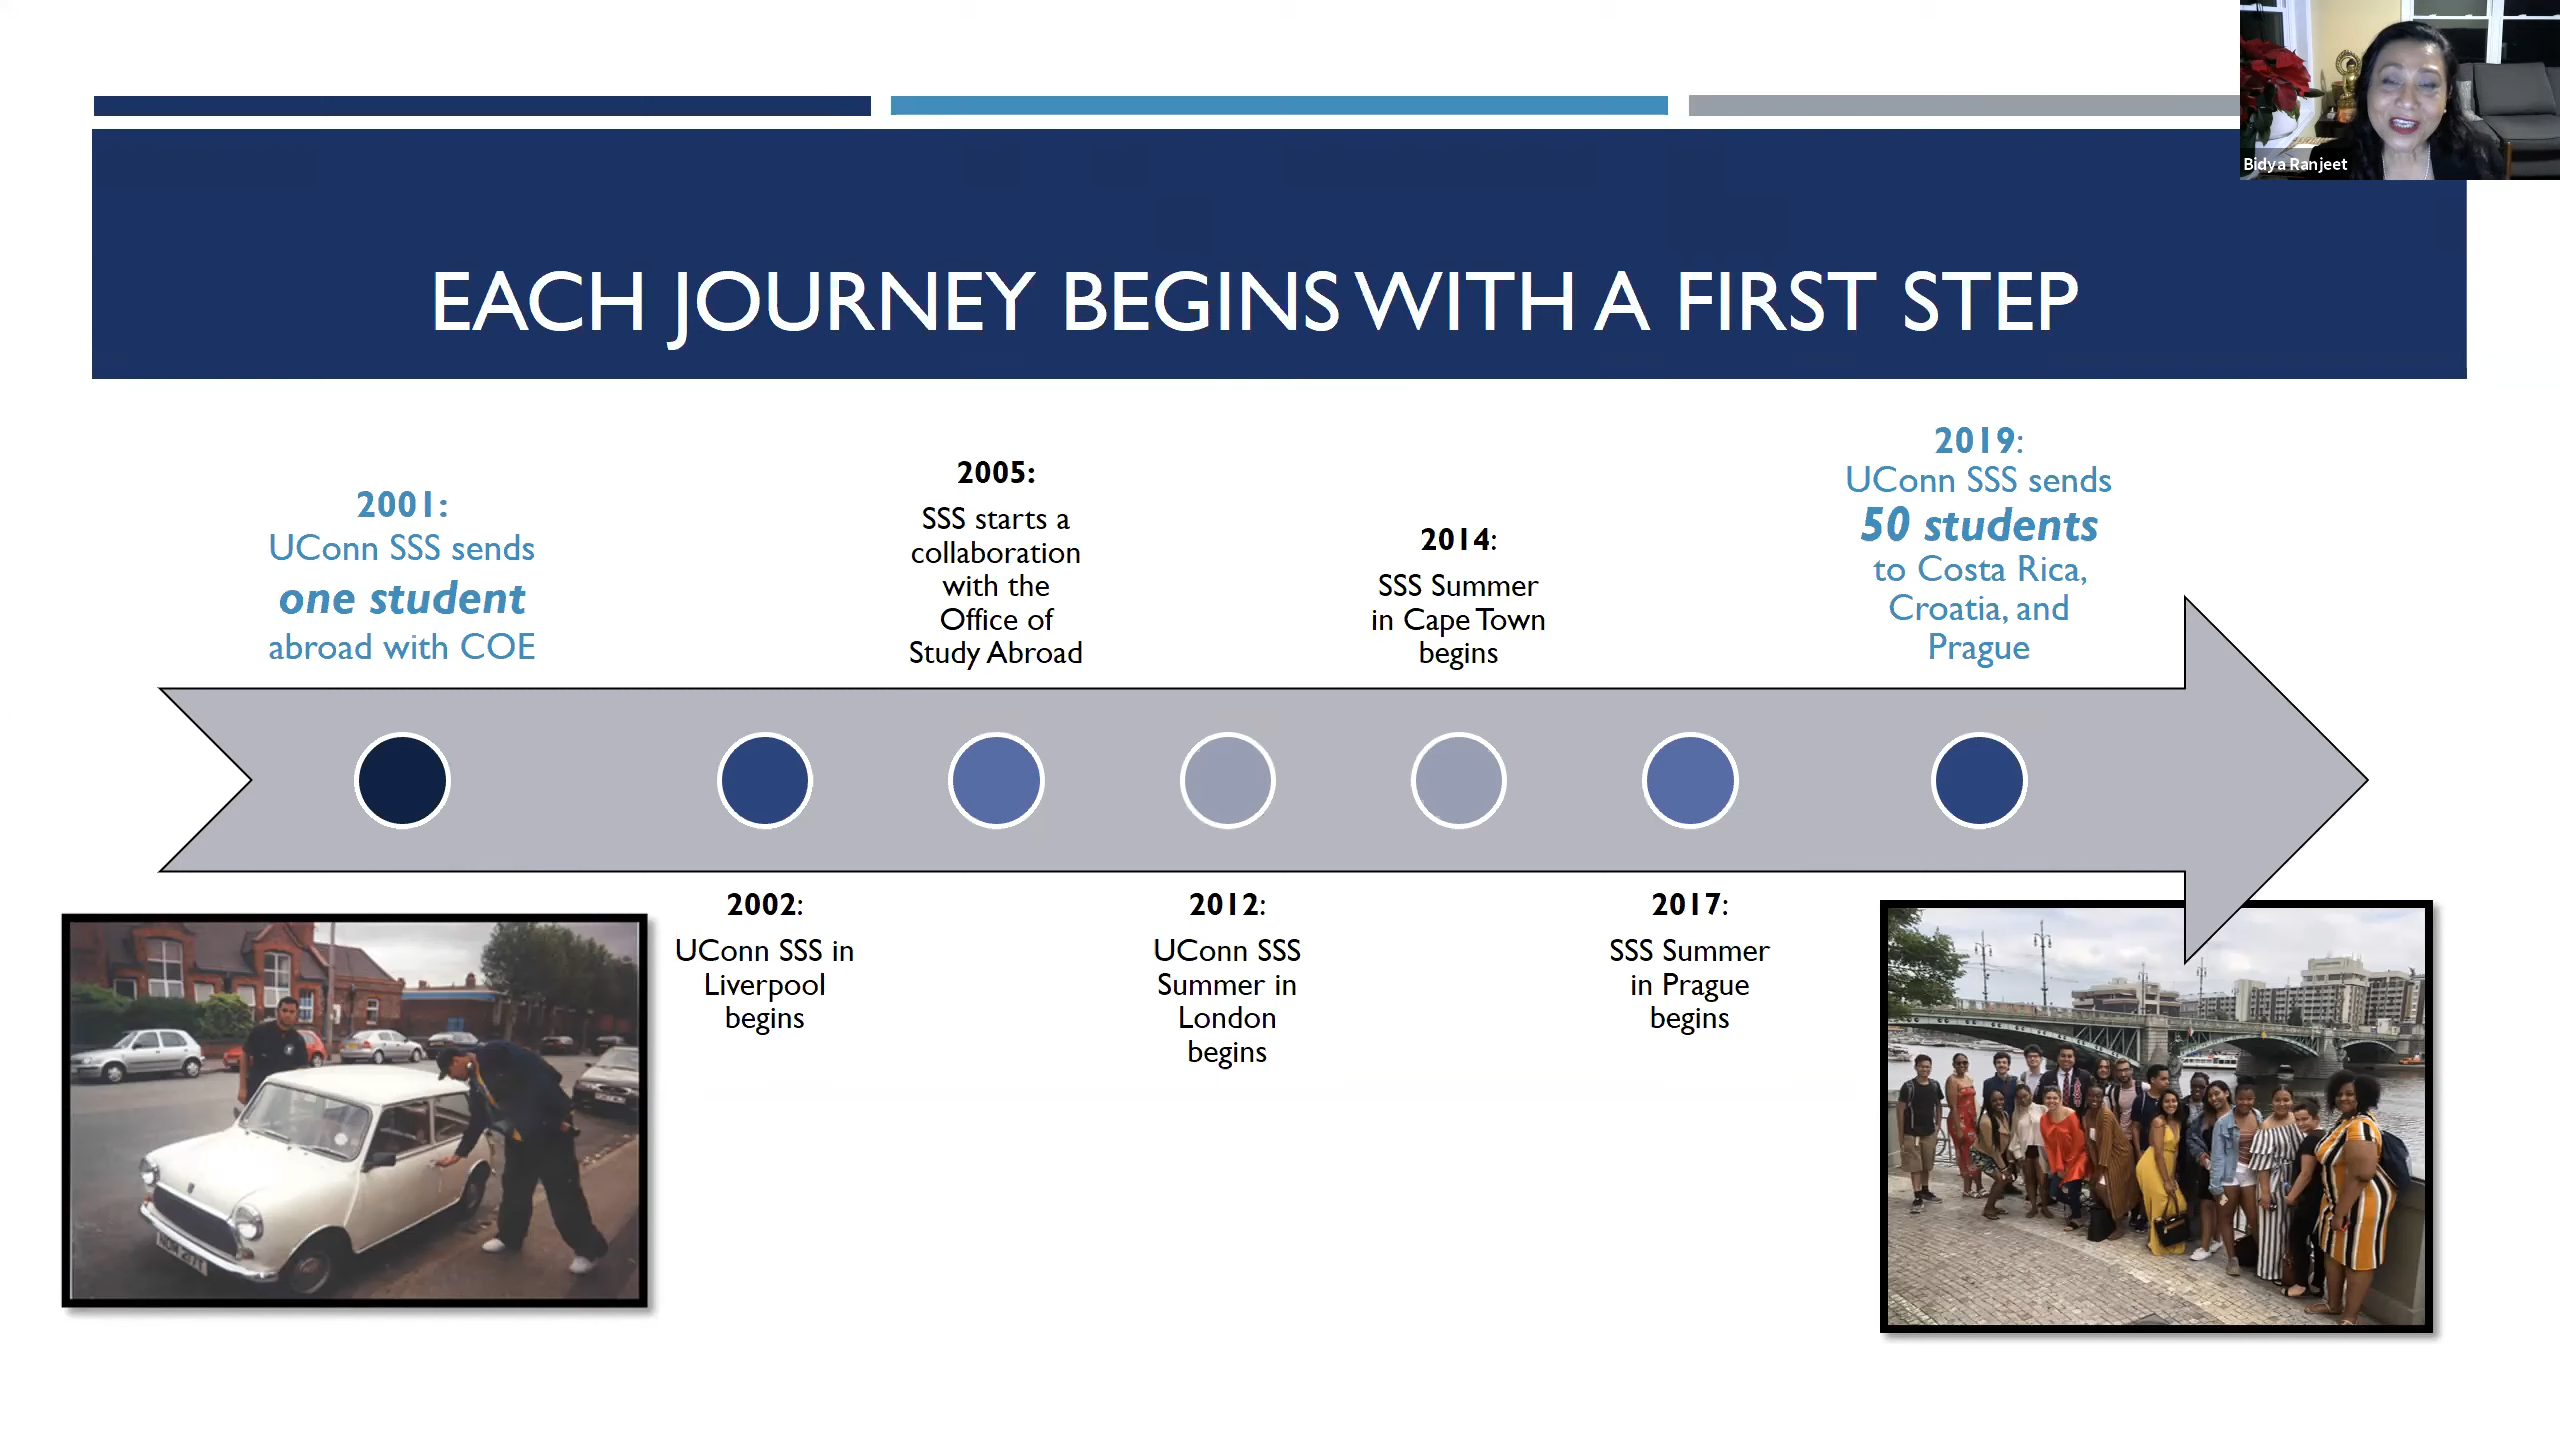 Bidya Ranjeet
EACH JOURNEY BEGINS WITH A FIRST STEP
2001:
UConn SSS sends
one student
abroad with COE
2002:
UConn SSS in
Liverpool
begins
2005:
SSS starts a
collaboration
with the
Office of
Study Abroad
2012:
UConn SSS
Summer in
London
begins
2014:
SSS Summer
in Cape Town
begins
2017:
SSS Summer
in Prague
begins
2019:
UConn SSS sends
50 students
to Costa Rica,
Croatia, and
Prague